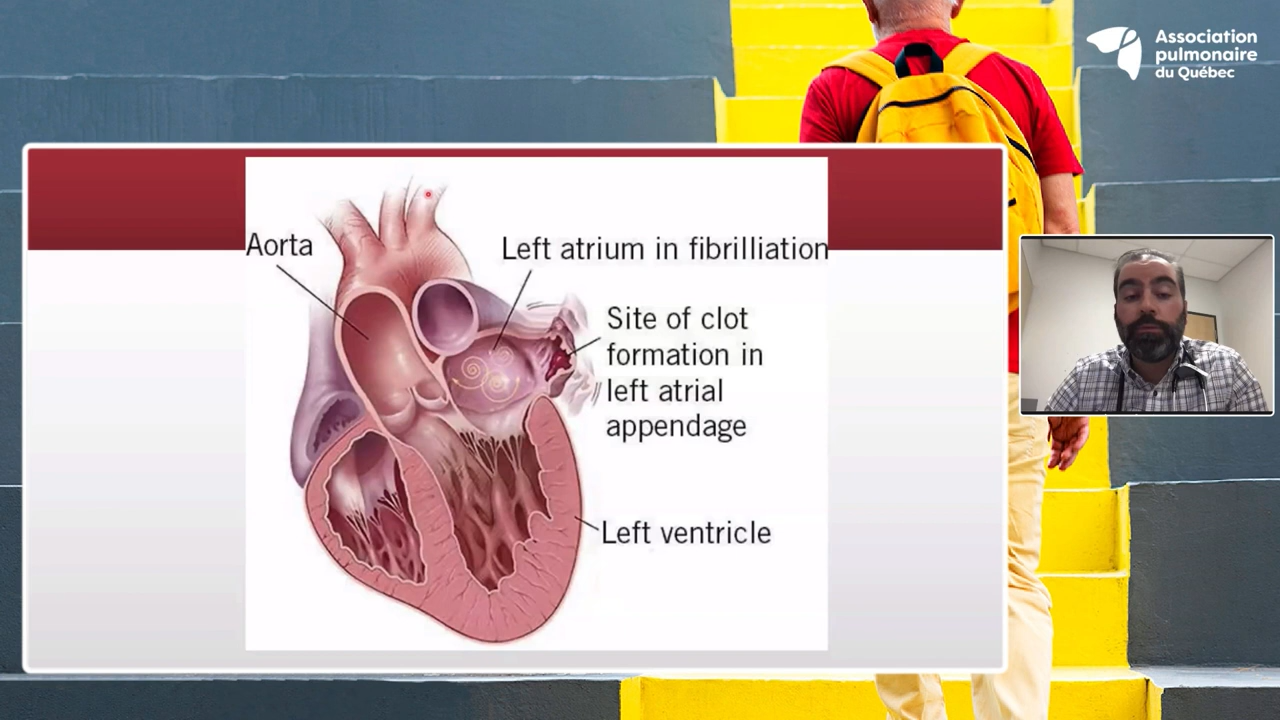 Association
pulmonaire
du Québec
Aorta
Left atrium in fibrilliation
Site of clot
formation in
left atrial
appendage
Left ventricle